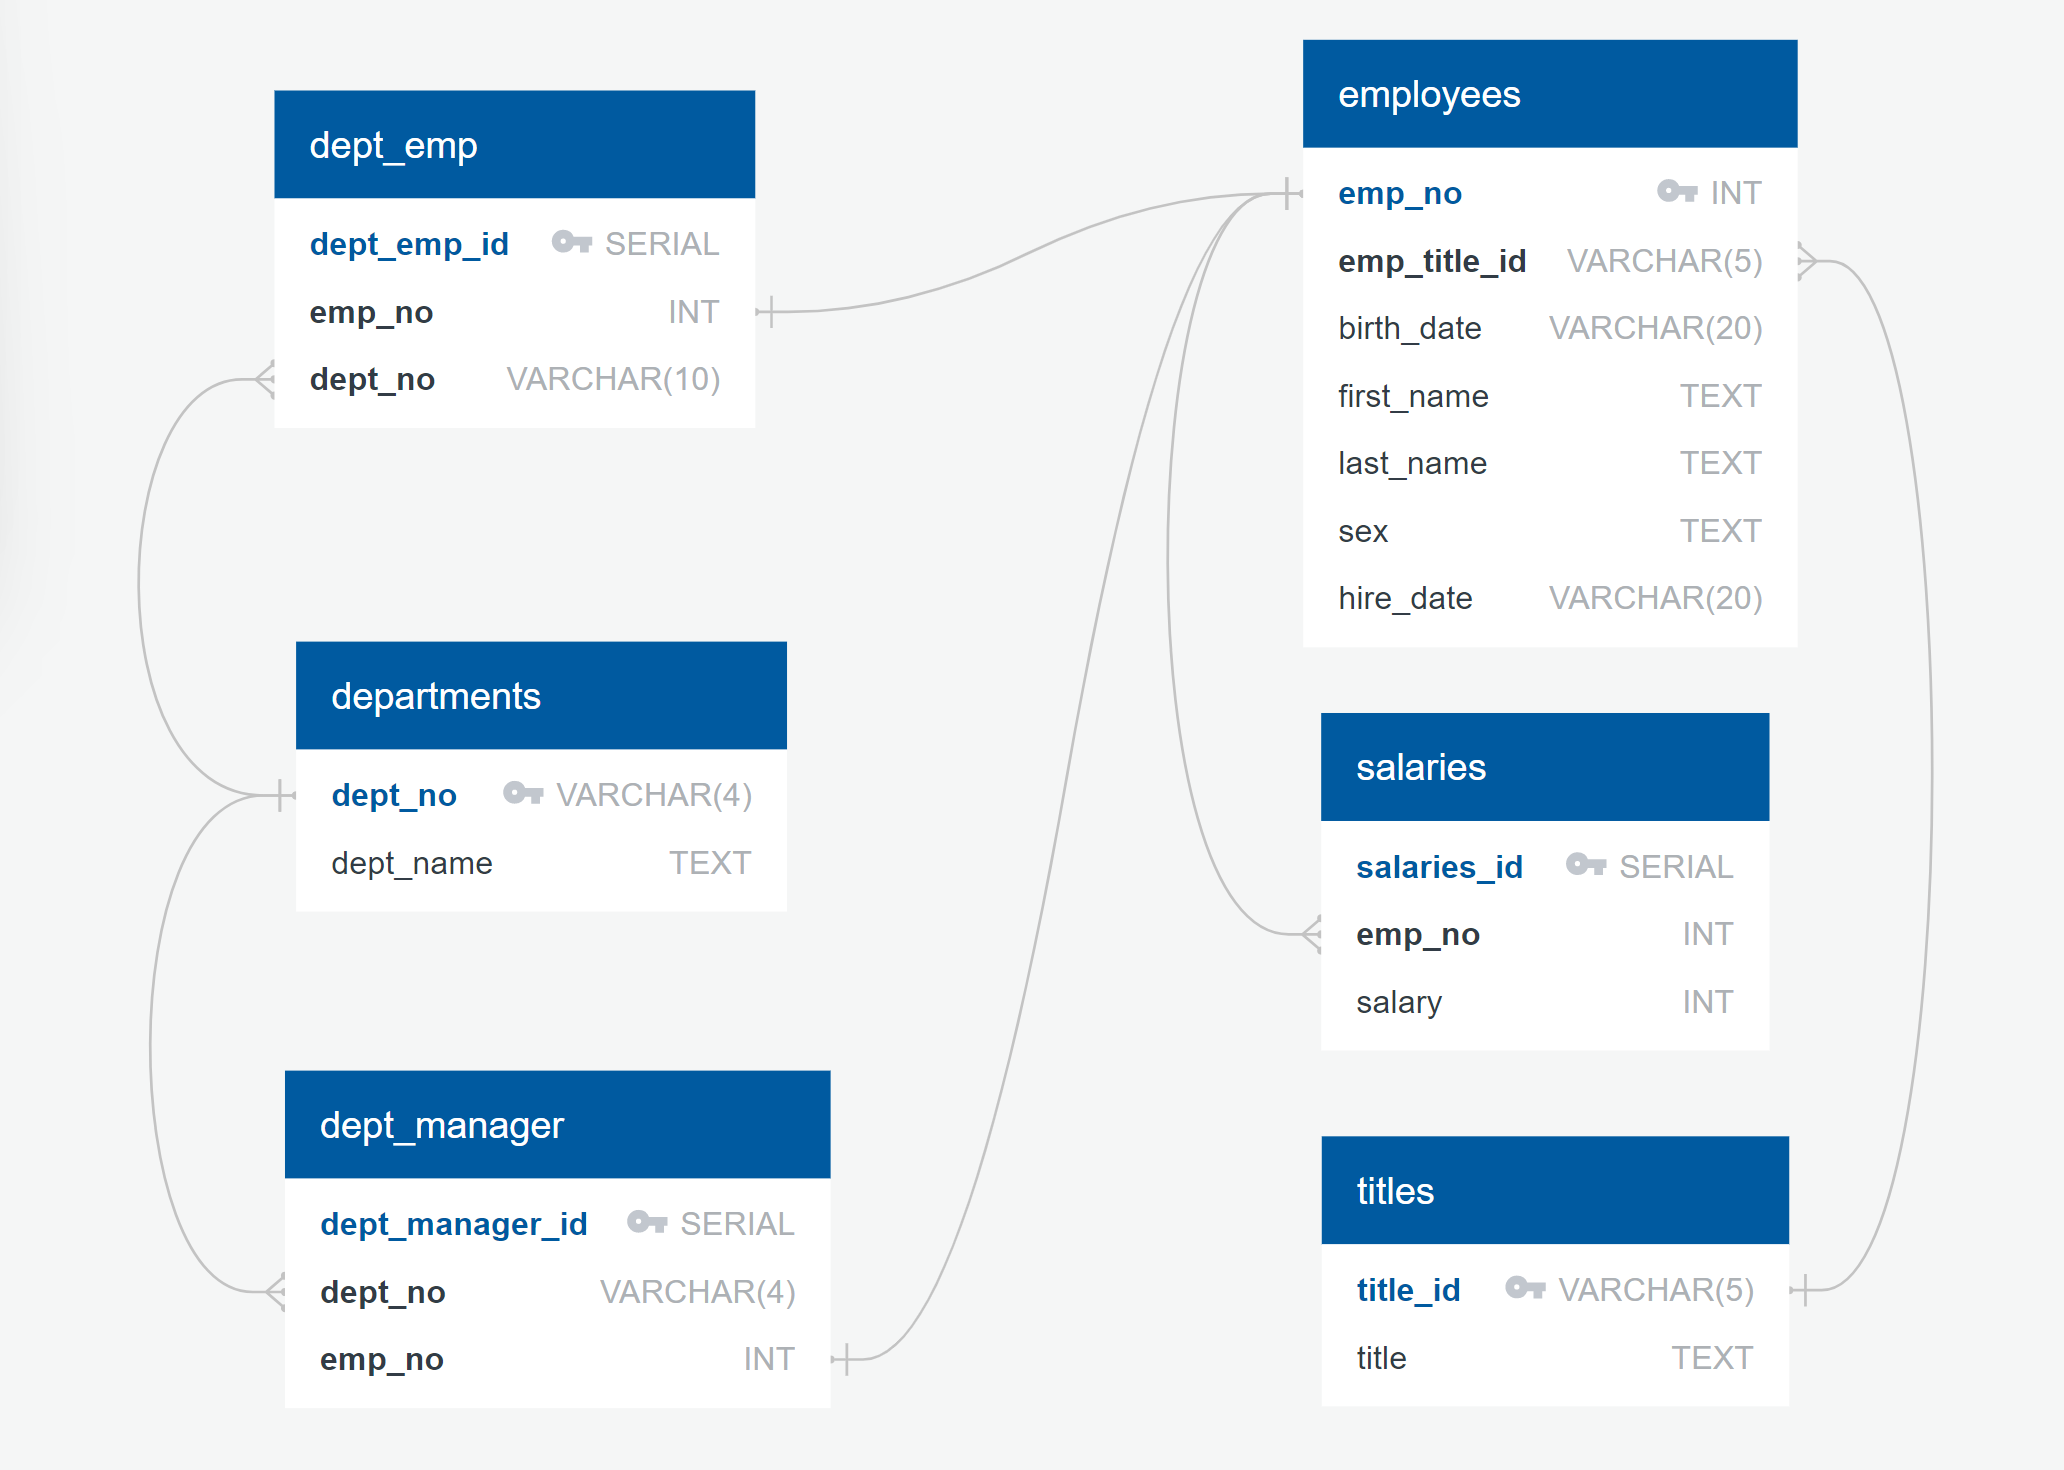 dept_emp
dept_emp_id SERIAL
emp_no INT
dept_no VARCHAR(10)
departments
dept_no VARCHAR(4)
dept_name TEXT
dept_manager
dept_manager_id SERIAL
dept_no VARCHAR(4)
emp_no INT
employees
emp_no INT
emp_title_id VARCHAR(5)
birth_date VARCHAR(20)
first_name TEXT
last_name TEXT
sex TEXT
hire_date VARCHAR(20)
salaries
salaries_id SERIAL
emp_no INT
salary INT
titles
title_id VARCHAR(5)
title TEXT